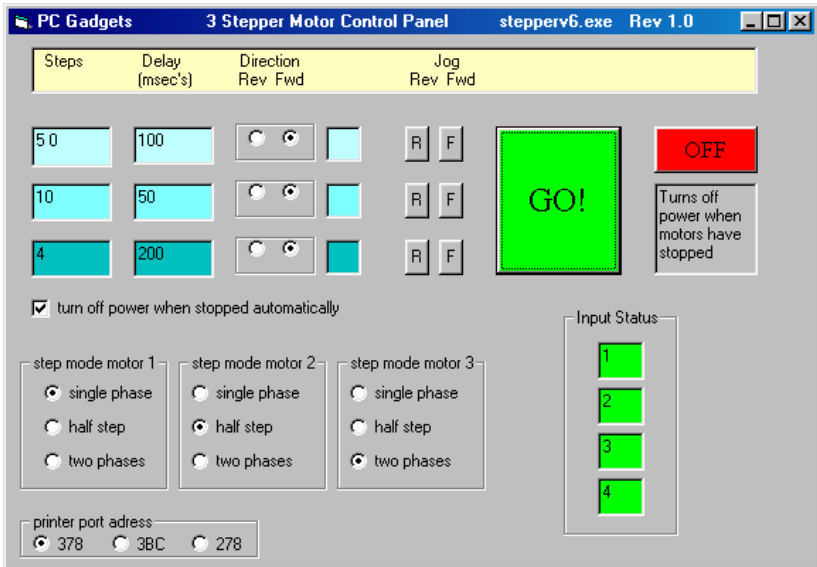 PC Gadgets 3 Stepper Motor Control Panel stepperv6.exe Rev 1.0
Steps Delay Direction Jog
(msec's) Rev Fwd Rev Fwd
50 100 R F
10 50 R F
4 200 R F
GO!
OFF
Turns off
power when
motors have
stopped
turn off power when stopped automatically
step mode motor 1 step mode motor 2 step mode motor 3
single phase single phase single phase
half step half step half step
two phases two phases two phases
Input Status
1
2
3
4
printer port adress
378 3BC 278